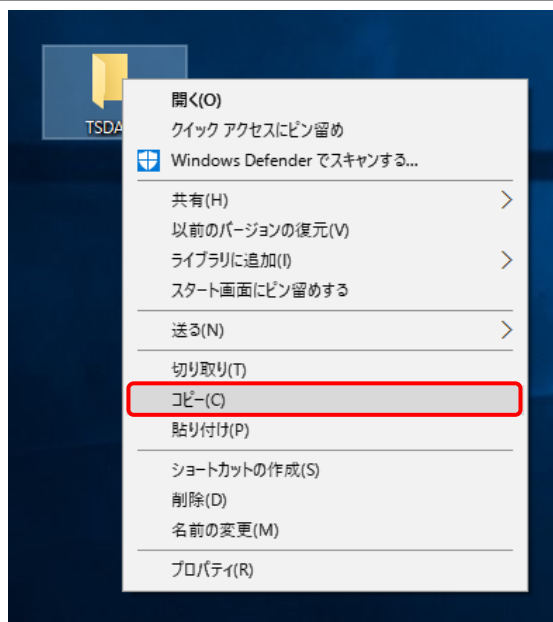 TSDA
開く(O)
クイック アクセスにピン留め
Windows Defender でスキャンする...
共有(H)
以前のバージョンの復元(V)
ライブラリに追加(I)
スタート画面にピン留めする
送る(N)
切り取り(T)
コピー(C)
貼り付け(P)
ショートカットの作成(S)
削除(D)
名前の変更(M)
プロパティ(R)